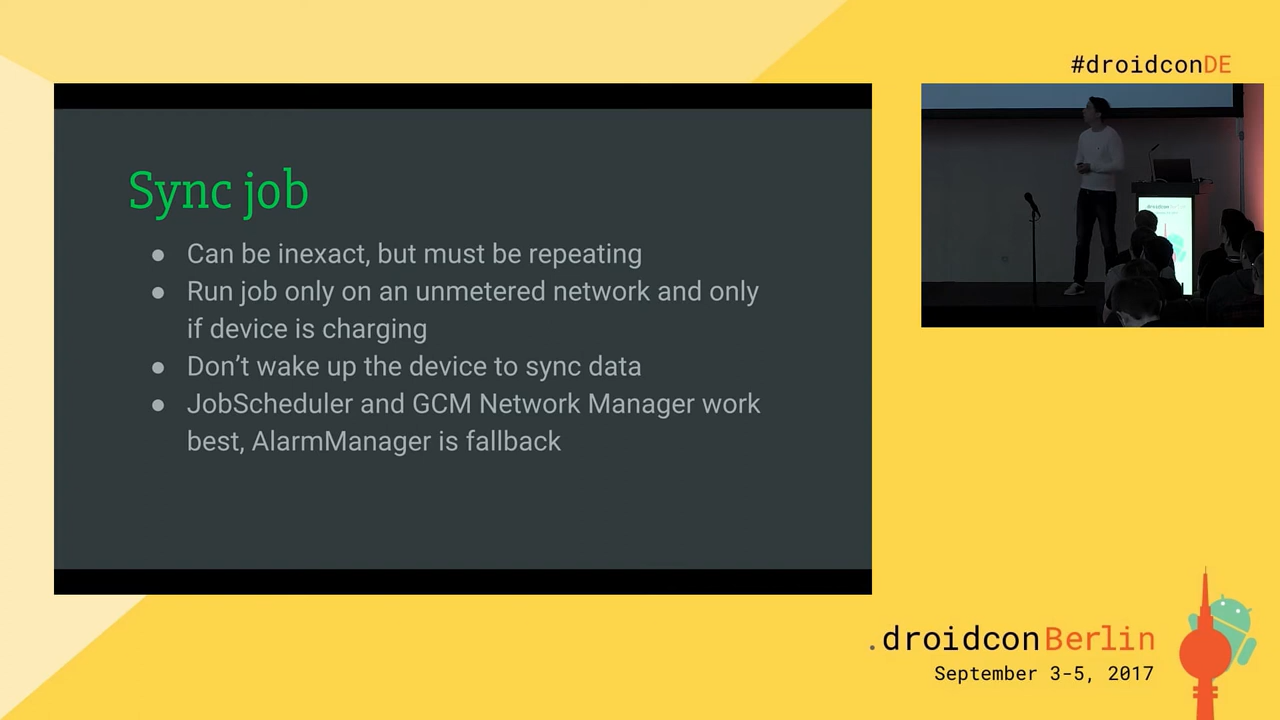 #droidconDE
Sync job
● Can be inexact, but must be repeating
● Run job only on an unmetered network and only
if device is charging
● Don’t wake up the device to sync data
● JobScheduler and GCM Network Manager work
best, AlarmManager is fallback
.droidconBerlin
September 3-5, 2017